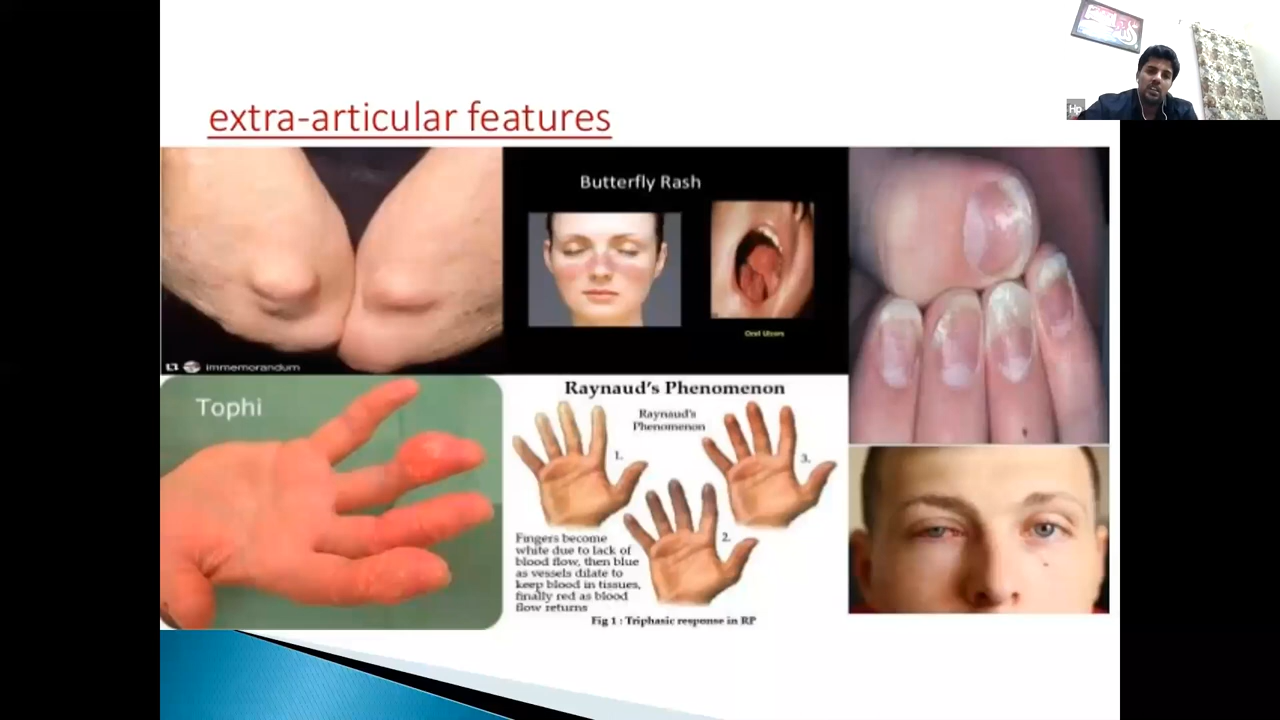 extra-articular features
Butterfly Rash
Oral Ulcers
immemorandum
Tophi
Raynaud's Phenomenon
Raynaud's
Phenomenon
1.
3.
2.
Fingers become
white due to lack of
blood flow, then blue
as vessels dilate to
keep blood in tissues,
finally red as blood
flow returns
Fig 1 : Triphasic response in RP
Hp